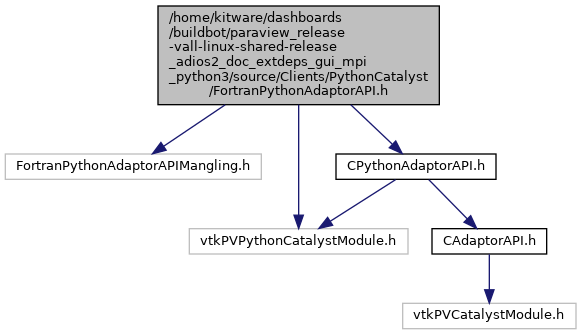 /home/kitware/dashboards
/buildbot/paraview_release
-vall-linux-shared-release
_adios2_doc_extdeps_gui_mpi
_python3/source/Clients/PythonCatalyst
/FortranPythonAdaptorAPI.h
FortranPythonAdaptorAPIMangling.h
CPythonAdaptorAPI.h
vtkPVPythonCatalystModule.h
CAdaptorAPI.h
vtkPVCatalystModule.h